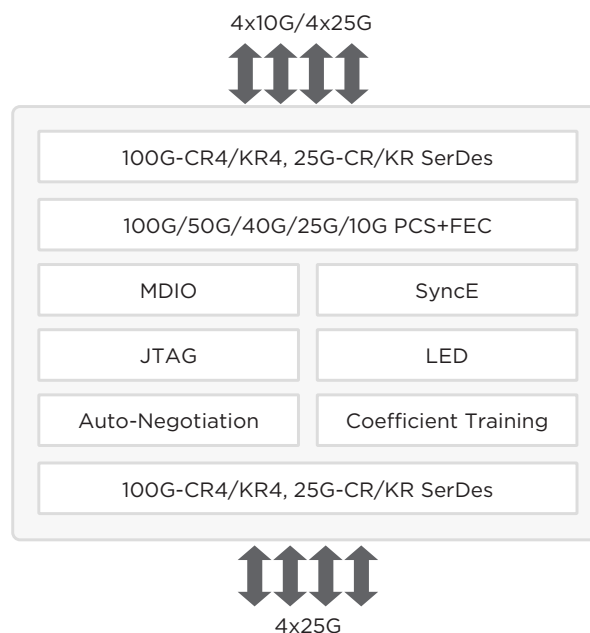 4x10G/4x25G
100G-CR4/KR4, 25G-CR/KR SerDes
100G/50G/40G/25G/10G PCS+FEC
MDIO
SyncE
JTAG
LED
Auto-Negotiation
Coefficient Training
100G-CR4/KR4, 25G-CR/KR SerDes
4x25G